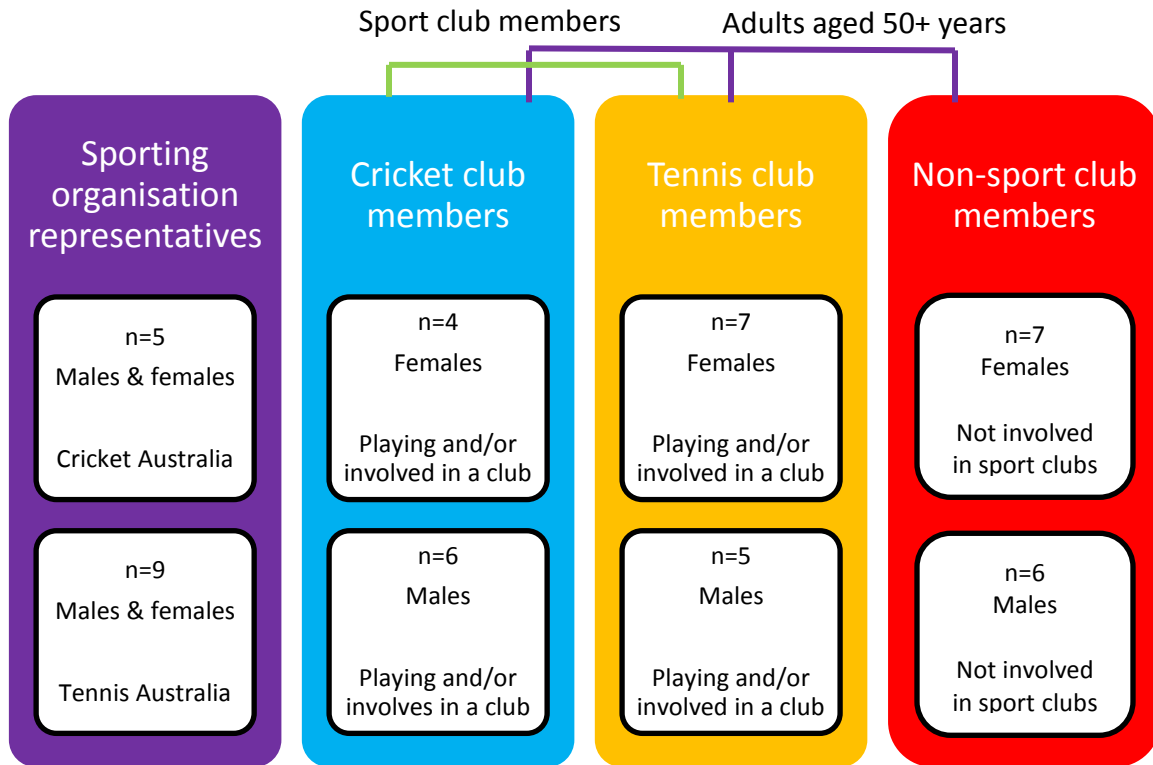 Sport club members
Adults aged 50+ years
Sporting
organisation
representatives
n=5
Males & females
Cricket Australia
n=9
Males & females
Tennis Australia
Cricket club
members
n=4
Females
Playing and/or
involved in a club
n=6
Males
Playing and/or
involves in a club
Tennis club
members
n=7
Females
Playing and/or
involved in a club
n=5
Males
Playing and/or
involved in a club
Non-sport club
members
n=7
Females
Not involved
in sport clubs
n=6
Males
Not involved
in sport clubs